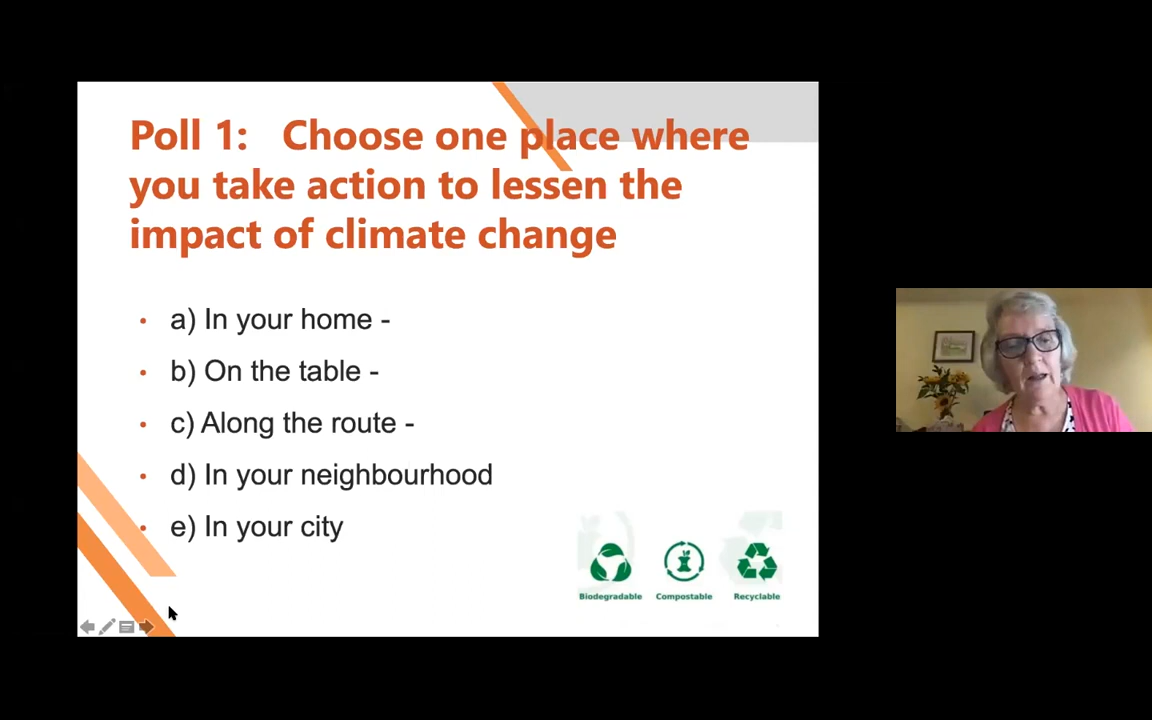 Poll 1: Choose one place where
you take action to lessen the
impact of climate change
a) In your home -
b) On the table -
c) Along the route -
d) In your neighbourhood
e) In your city
Biodegradable Compostable Recyclable